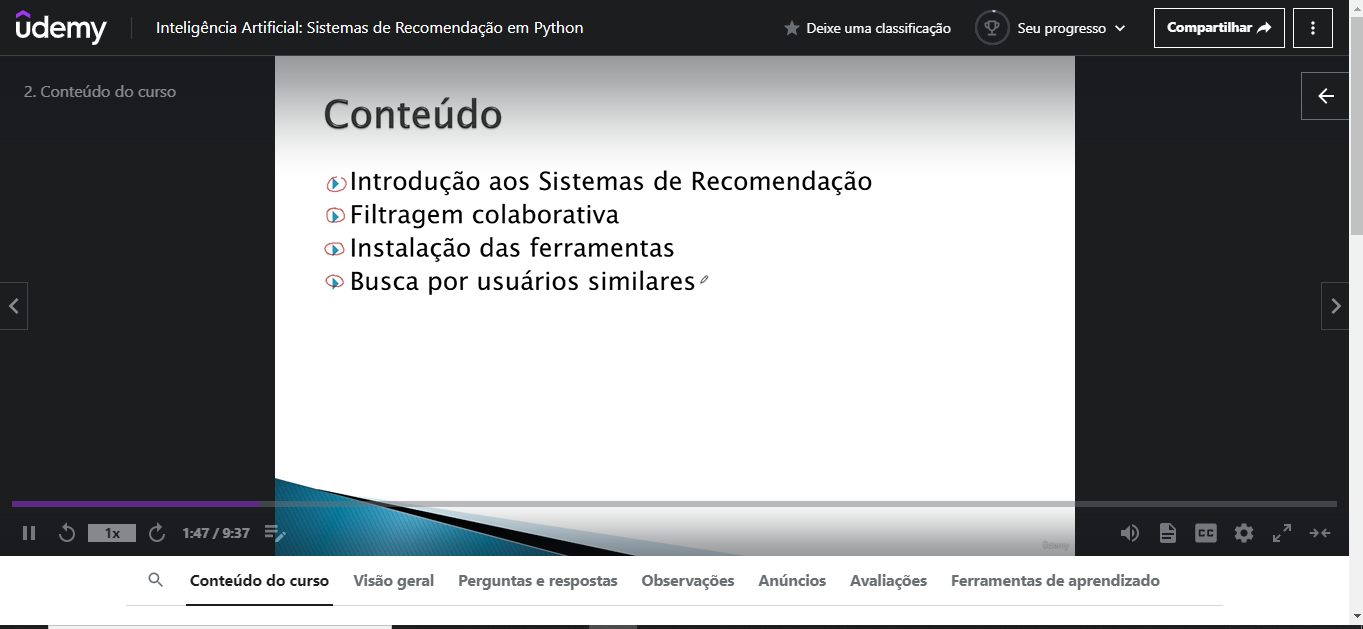 ûdemy
Inteligência Artificial: Sistemas de Recomendação em Python
Deixe uma classificação
Seu progresso
Compartilhar
2. Conteúdo do curso
Conteúdo
Introdução aos Sistemas de Recomendação
Filtragem colaborativa
Instalação das ferramentas
Busca por usuários similares
1x
1:47 / 9:37
CC
Udemy
Conteúdo do curso
Visão geral
Perguntas e respostas
Observações
Anúncios
Avaliações
Ferramentas de aprendizado